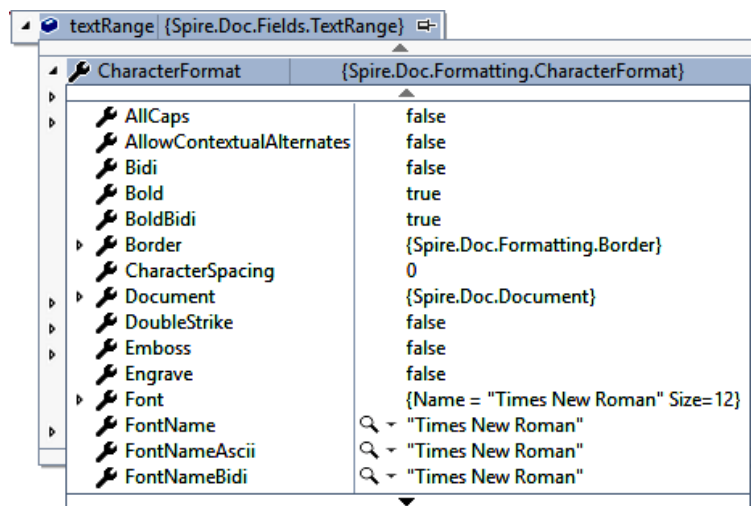 textRange {Spire.Doc.Fields.TextRange}
CharacterFormat {Spire.Doc.Formatting.CharacterFormat}
AllCaps false
AllowContextualAlternates false
Bidi false
Bold true
BoldBidi true
Border {Spire.Doc.Formatting.Border}
CharacterSpacing 0
Document {Spire.Doc.Document}
DoubleStrike false
Emboss false
Engrave false
Font {Name = "Times New Roman" Size=12}
FontName "Times New Roman"
FontNameAscii "Times New Roman"
FontNameBidi "Times New Roman"